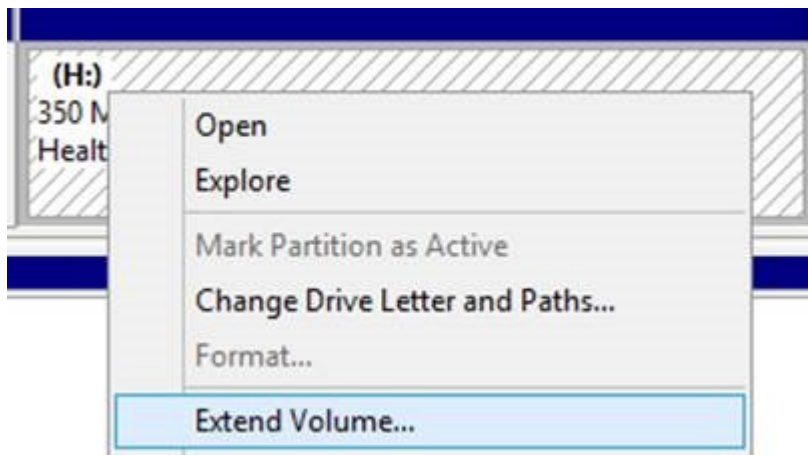 (H:)
350 M
Healt
Open
Explore
Mark Partition as Active
Change Drive Letter and Paths...
Format...
Extend Volume...